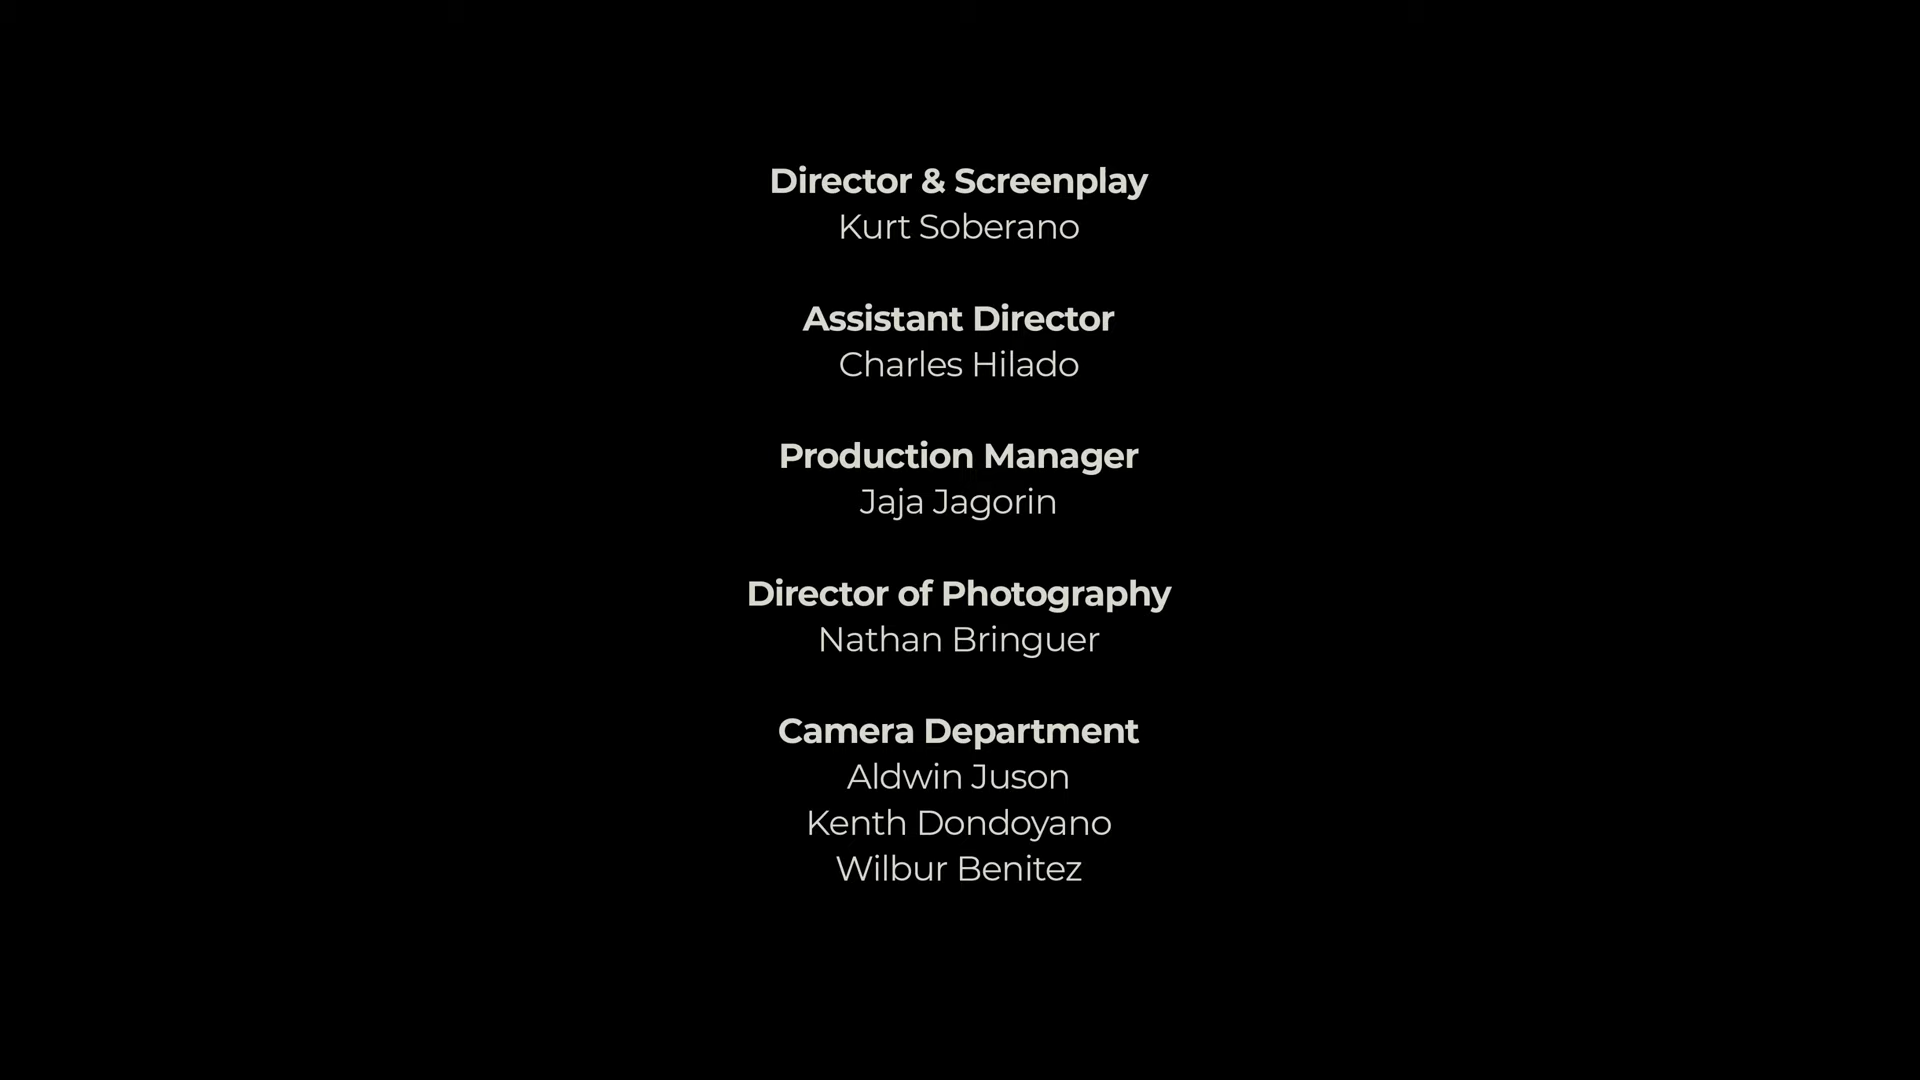 Director & Screenplay
Kurt Soberano
Assistant Director
Charles Hilado
Production Manager
Jaja Jagorin
Director of Photography
Nathan Bringuer
Camera Department
Aldwin Juson
Kenth Dondoyano
Wilbur Benitez